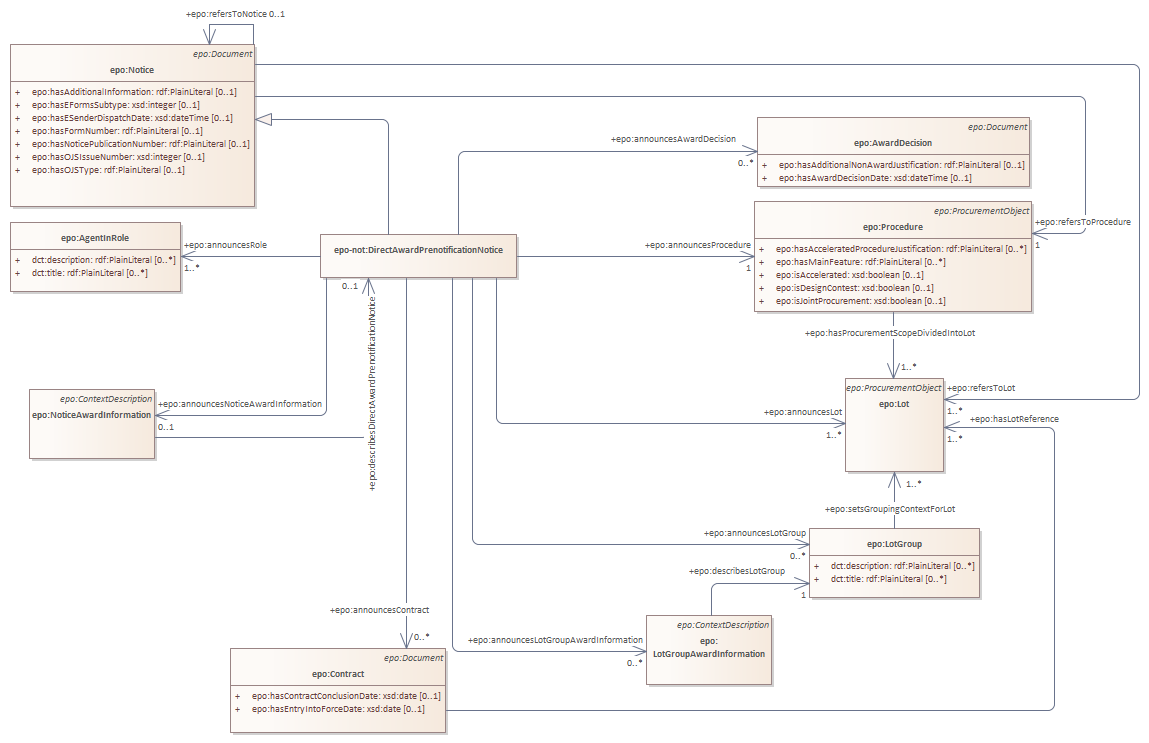 +epo:refersToNotice 0..1
epo:Document
epo:Notice
+ epo:hasAdditionalInformation: rdf:PlainLiteral [0..1]
+ epo:hasEFormsSubtype: xsd:integer [0..1]
+ epo:hasESenderDispatchDate: xsd:dateTime [0..1]
+ epo:hasFormNumber: rdf:PlainLiteral [0..1]
+ epo:hasNoticePublicationNumber: rdf:PlainLiteral [0..1]
+ epo:hasOJSIssueNumber: xsd:integer [0..1]
+ epo:hasOJSType: rdf:PlainLiteral [0..1]
+epo:announcesAwardDecision
0..*
epo:Document
epo:AwardDecision
+ epo:hasAdditionalNonAwardJustification: rdf:PlainLiteral [0..1]
+ epo:hasAwardDecisionDate: xsd:dateTime [0..1]
epo:AgentInRole
+ dct:description: rdf:PlainLiteral [0..*]
+ dct:title: rdf:PlainLiteral [0..*]
+epo:announcesRole
1..*
epo-not:DirectAwardPrenotificationNotice
+epo:announcesProcedure
1
epo:ProcurementObject
epo:Procedure
+ epo:hasAcceleratedProcedureJustification: rdf:PlainLiteral [0..*]
+ epo:hasMainFeature: rdf:PlainLiteral [0..*]
+ epo:isAccelerated: xsd:boolean [0..1]
+ epo:isDesignContest: xsd:boolean [0..1]
+ epo:isJointProcurement: xsd:boolean [0..1]
+epo:refersToProcedure
1
0..1
+epo:describesDirectAwardPrenotificationNotice
+epo:hasProcurementScopeDividedIntoLot
1..*
epo:ContextDescription
epo:NoticeAwardInformation
+epo:announcesNoticeAwardInformation
0..1
epo:ProcurementObject
epo:Lot
+epo:refersToLot
1..*
+epo:announcesLot
1..*
+epo:hasLotReference
1..*
1..*
+epo:setsGroupingContextForLot
+epo:announcesLotGroup
0..*
epo:LotGroup
+ dct:description: rdf:PlainLiteral [0..*]
+ dct:title: rdf:PlainLiteral [0..*]
+epo:describesLotGroup
1
+epo:announcesContract
0..*
+epo:announcesLotGroupAwardInformation
0..*
epo:ContextDescription
epo:
LotGroupAwardInformation
epo:Document
epo:Contract
+ epo:hasContractConclusionDate: xsd:date [0..1]
+ epo:hasEntryIntoForceDate: xsd:date [0..1]